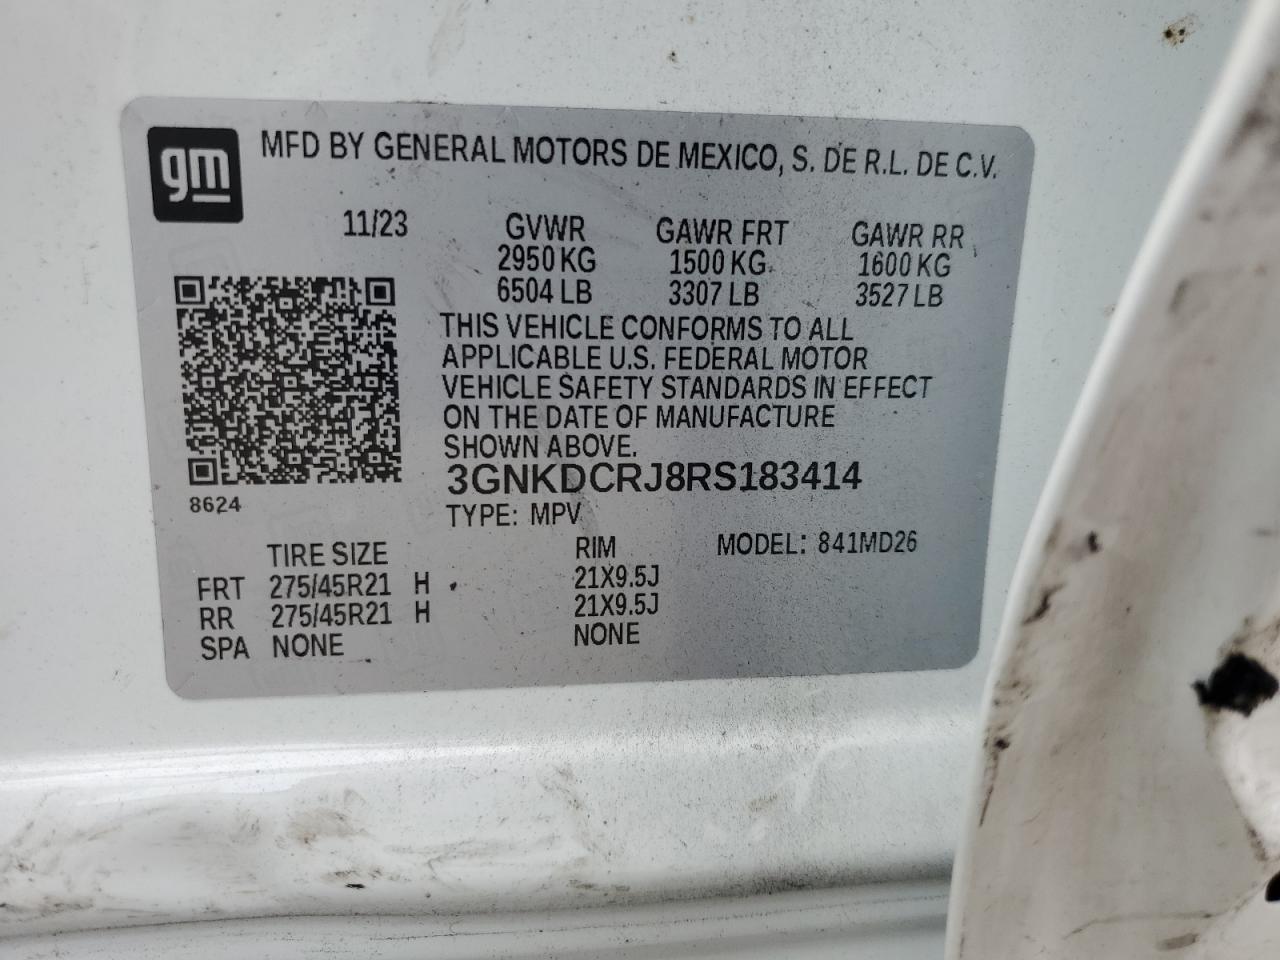 gm
MFD BY GENERAL MOTORS DE MEXICO, S. DE R.L. DE C.V.
11/23 GVWR GAWR FRT GAWR RR
2950 KG 1500 KG 1600 KG
6504 LB 3307 LB 3527 LB
THIS VEHICLE CONFORMS TO ALL
APPLICABLE U.S. FEDERAL MOTOR
VEHICLE SAFETY STANDARDS IN EFFECT
ON THE DATE OF MANUFACTURE
SHOWN ABOVE.
3GNKDCRJ8RS183414
8624
TYPE: MPV
TIRE SIZE RIM MODEL: 841MD26
FRT 275/45R21 H 21X9.5J
RR 275/45R21 H 21X9.5J
SPA NONE NONE